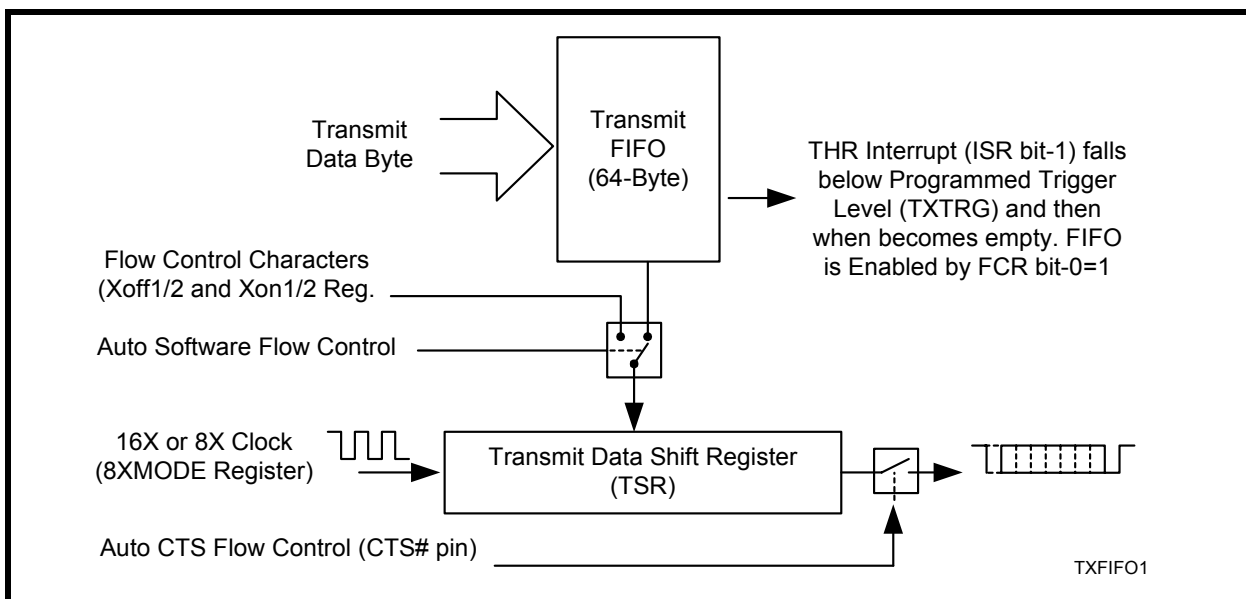 Transmit
Data Byte
Transmit
FIFO
(64-Byte)
THR Interrupt (ISR bit-1) falls
below Programmed Trigger
Level (TXTRG) and then
when becomes empty. FIFO
is Enabled by FCR bit-0=1
Flow Control Characters
(Xoff1/2 and Xon1/2 Reg.
Auto Software Flow Control
16X or 8X Clock
(8XMODE Register)
Transmit Data Shift Register
(TSR)
Auto CTS Flow Control (CTS# pin)
TXFIFO1